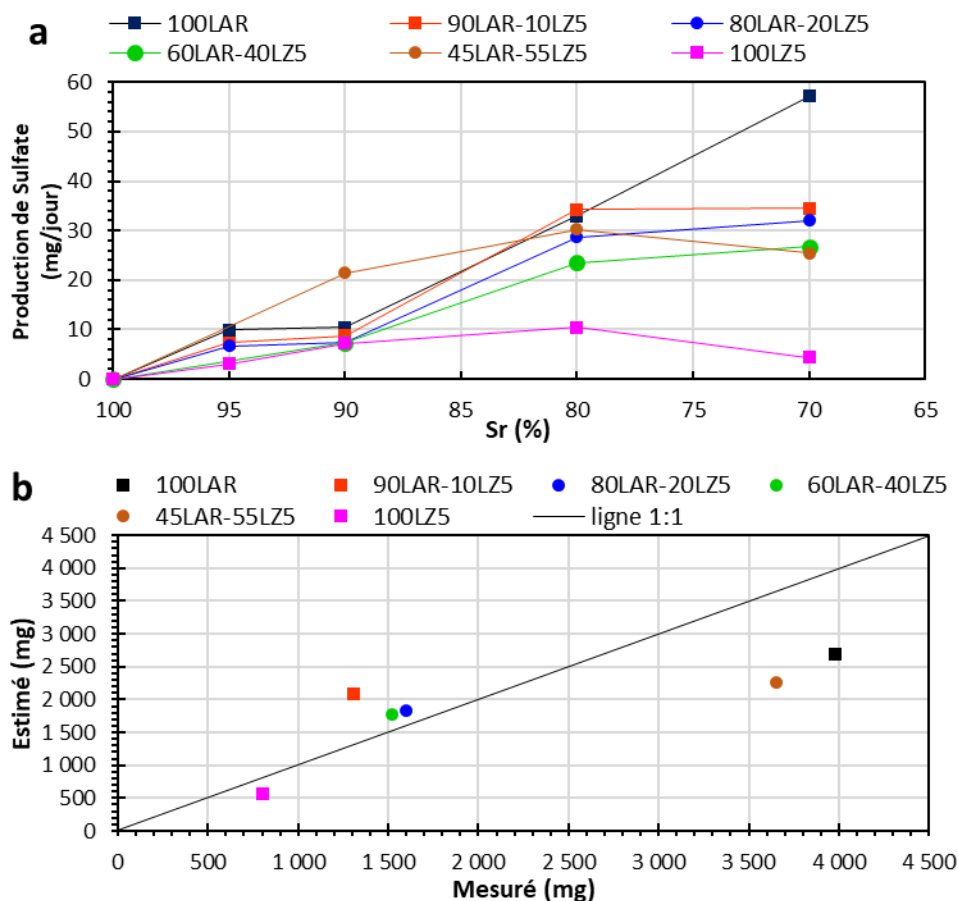 a
100LAR 90LAR-10LZ5 80LAR-20LZ5
60LAR-40LZ5 45LAR-55LZ5 100LZ5
Production de Sulfate
(mg/jour)
60
50
40
30
20
10
0
100 95 90 85 80 75 70 65
Sr (%)
b
100LAR 90LAR-10LZ5 80LAR-20LZ5 60LAR-40LZ5
45LAR-55LZ5 100LZ5 ligne 1:1
Estimé (mg)
4 500
4 000
3 500
3 000
2 500
2 000
1 500
1 000
500
0
0 500 1 000 1 500 2 000 2 500 3 000 3 500 4 000 4 500
Mesuré (mg)